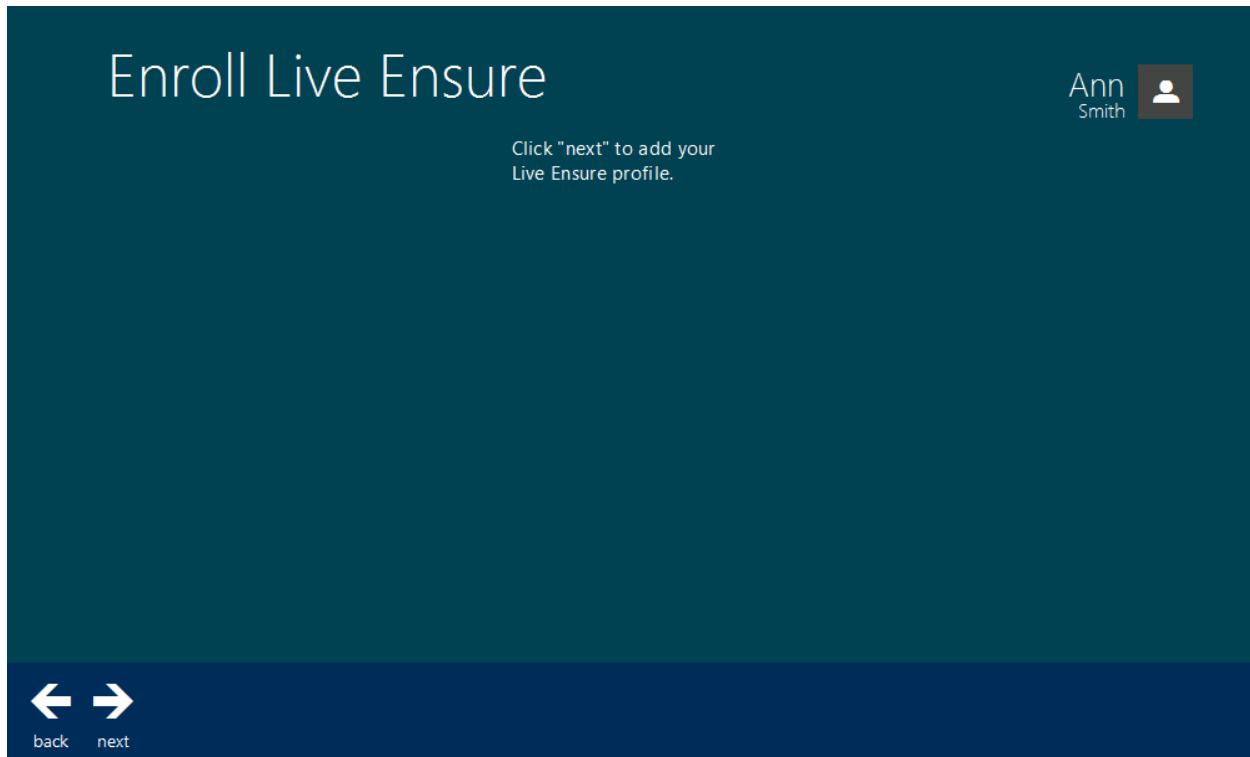 Enroll Live Ensure
Ann
Smith
Click "next" to add your
Live Ensure profile.
back next